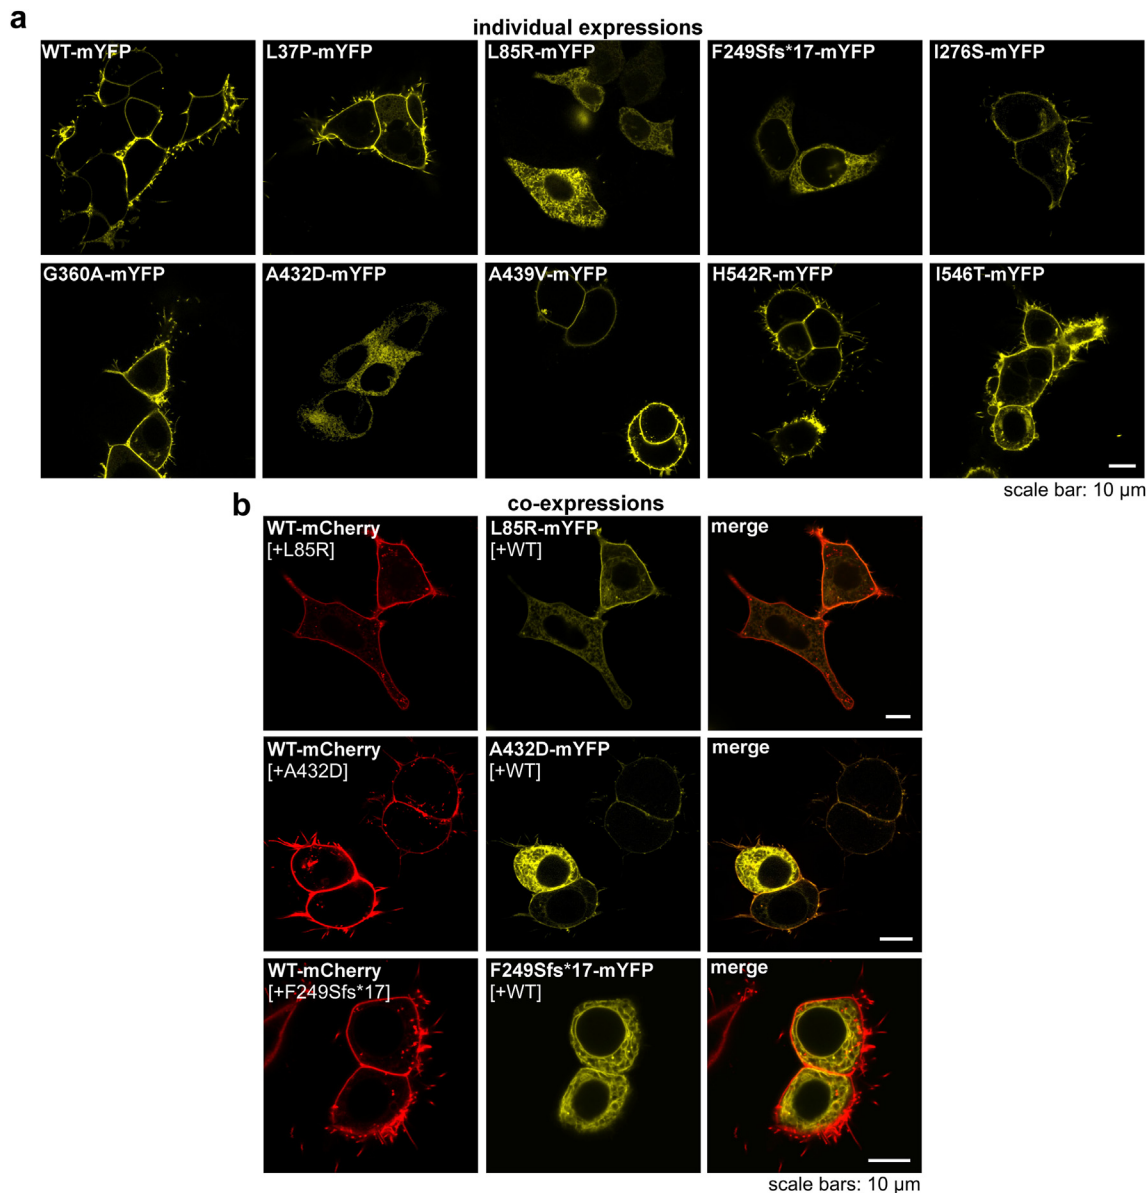 a
individual expressions
WT-mYFP
L37P-mYFP
L85R-mYFP
F249Sfs*17-mYFP
I276S-mYFP
G360A-mYFP
A432D-mYFP
A439V-mYFP
H542R-mYFP
I546T-mYFP
scale bar: 10 µm
b
co-expressions
WT-mCherry
[+L85R]
L85R-mYFP
[+WT]
merge
WT-mCherry
[+A432D]
A432D-mYFP
[+WT]
merge
WT-mCherry
[+F249Sfs*17]
F249Sfs*17-mYFP
[+WT]
merge
scale bars: 10 µm